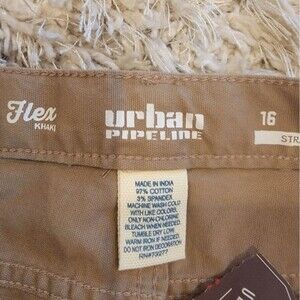 Flex
KHAKI
urban
PIPELINE
16
STRA
MADE IN INDIA
97% COTTON
3% SPANDEX
MACHINE WASH COLD
WITH LIKE COLORS.
ONLY NON-CHLORINE
BLEACH WHEN NEEDED.
TUMBLE DRY LOW.
WARM IRON IF NEEDED.
DO NOT IRON DECORATION
RN#73277